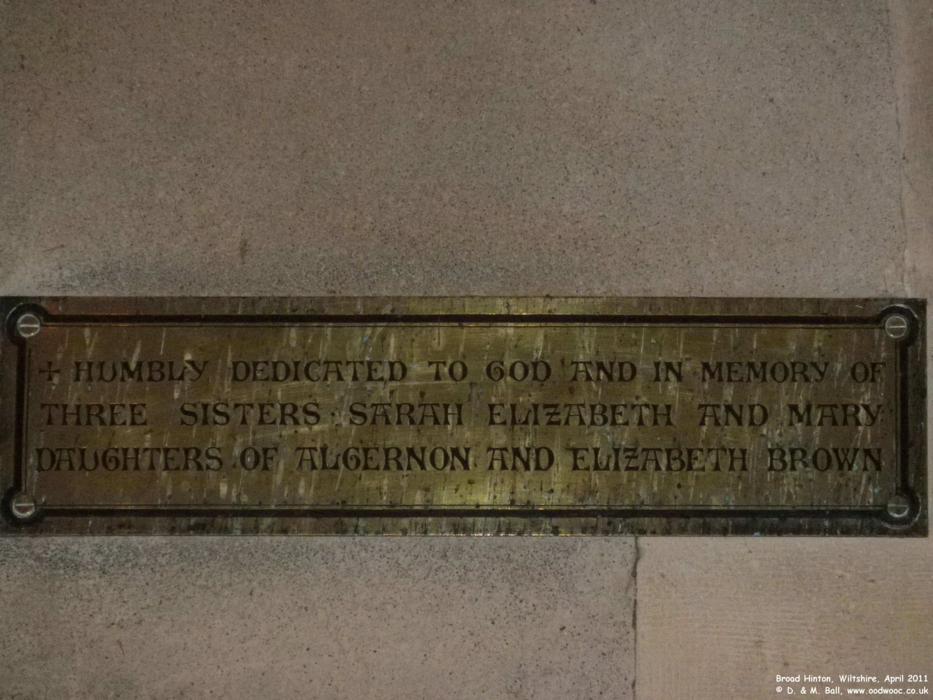 + HUMBLY DEDICATED TO GOD AND IN MEMORY OF
THREE SISTERS · SARAH ELIZABETH AND MARY
DAUGHTERS OF ALGERNON AND ELIZABETH BROWN
Broad Hinton, Wiltshire, April 2011
© D. & M. Ball, www.oodwooc.co.uk